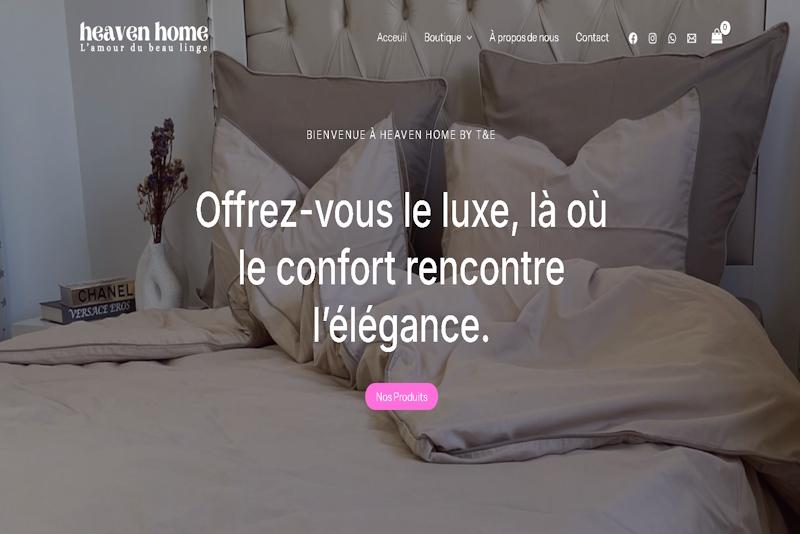 heaven home
L'amour du beau linge
Acceuil Boutique À propos de nous Contact 0
BIENVENUE À HEAVEN HOME BY T&E
Offrez-vous le luxe, là où
le confort rencontre
l'élégance.
CHANEL
VERSACE EROS
Nos Produits